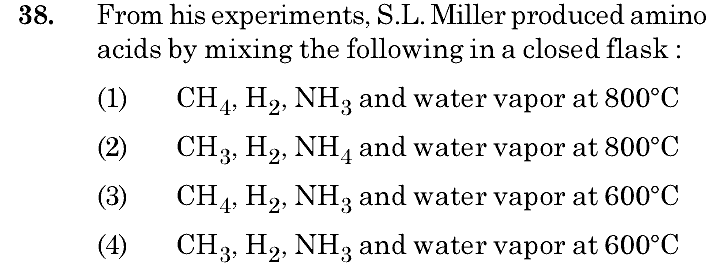 38. From his experiments, S.L. Miller produced amino
acids by mixing the following in a closed flask :
(1) CH₄, H₂, NH₃ and water vapor at 800°C
(2) CH₃, H₂, NH₄ and water vapor at 800°C
(3) CH₄, H₂, NH₃ and water vapor at 600°C
(4) CH₃, H₂, NH₃ and water vapor at 600°C